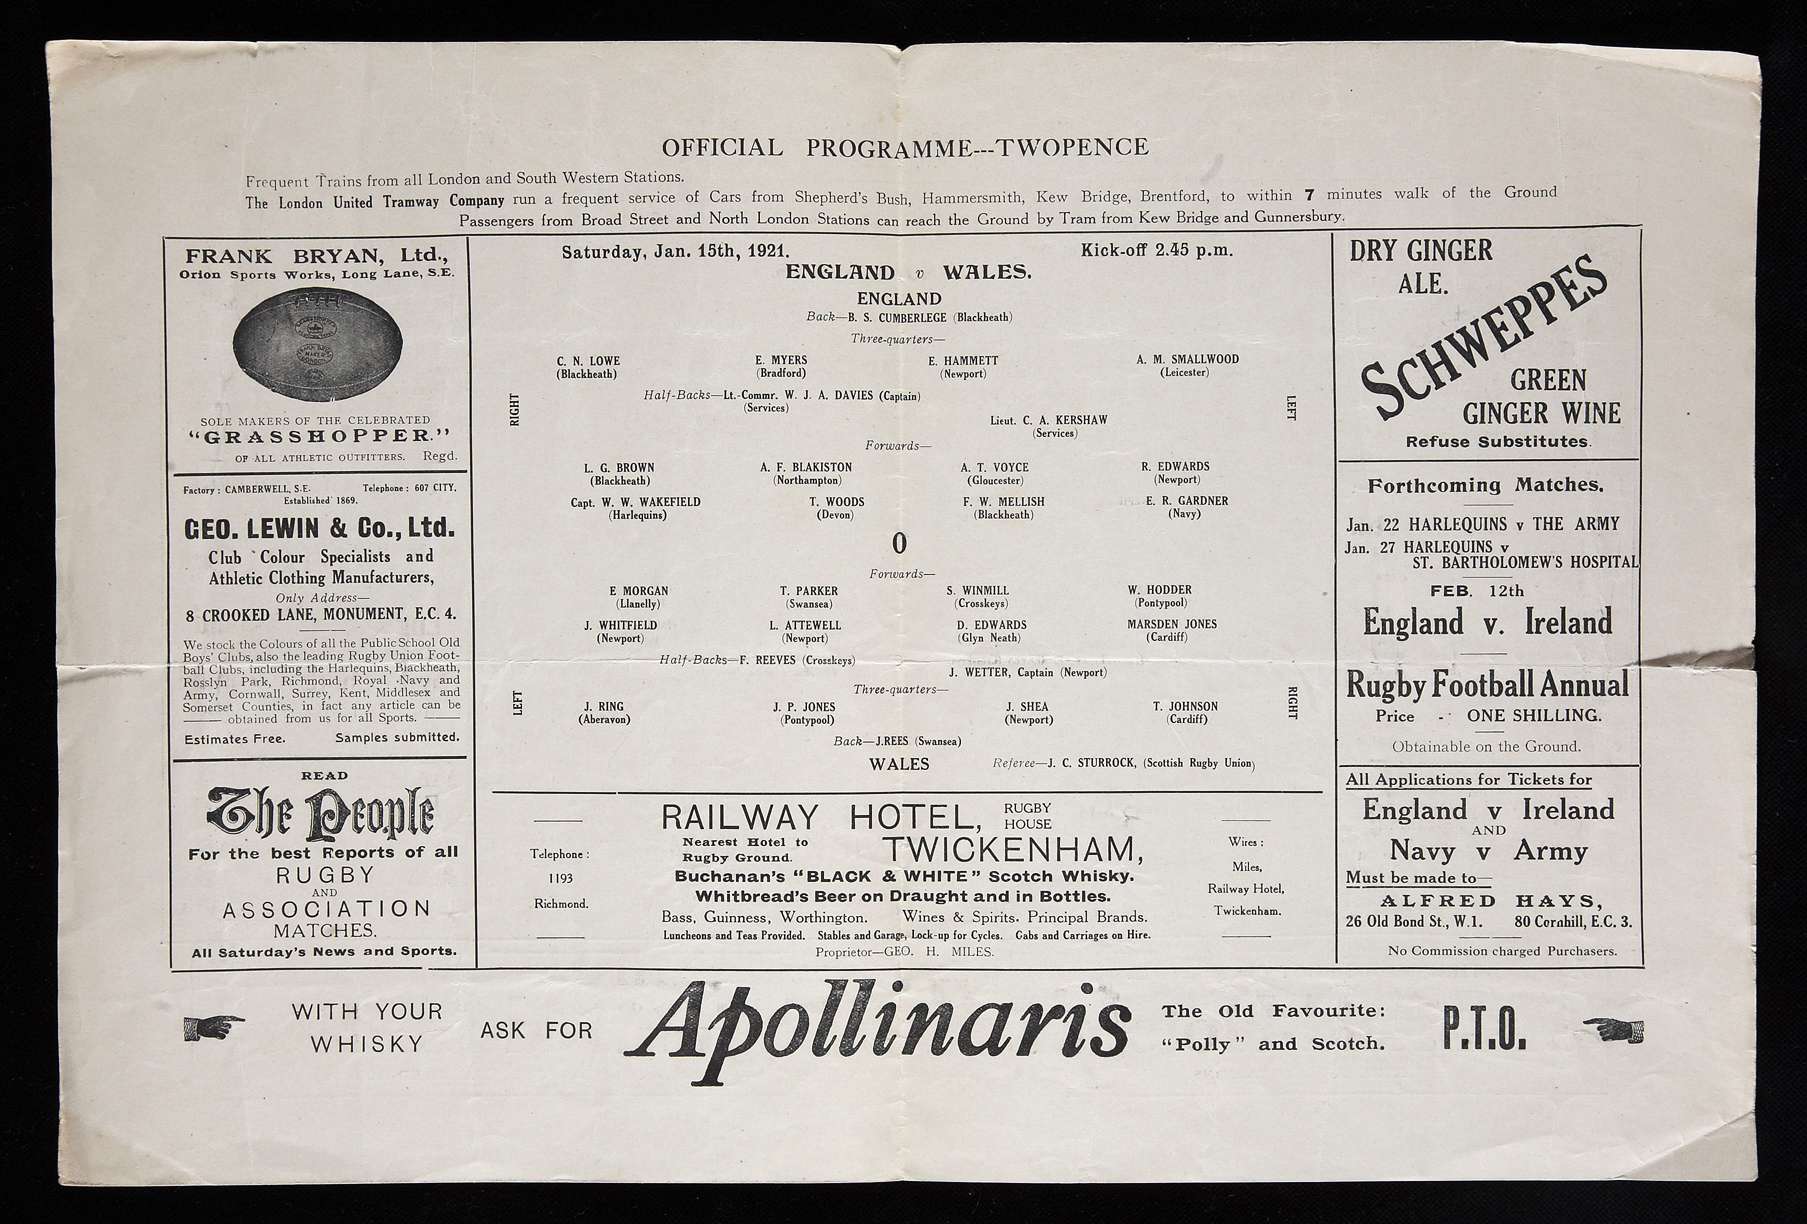 OFFICIAL PROGRAMME---TWOPENCE
Frequent Trains from all London and South Western Stations.
The London United Tramway Company run a frequent service of Cars from Shepherd's Bush, Hammersmith, Kew Bridge, Brentford, to within 7 minutes walk of the Ground
Passengers from Broad Street and North London Stations can reach the Ground by Tram from Kew Bridge and Gunnersbury.
FRANK BRYAN, Ltd.,
Orion Sports Works, Long Lane, S.E.
SOLE MAKERS OF THE CELEBRATED
"GRASSHOPPER."
OF ALL ATHLETIC OUTFITTERS. Regd.
Factory: CAMBERWELL, S.E. Telephone: 607 CITY.
Established 1869.
GEO. LEWIN & Co., Ltd.
Club Colour Specialists and
Athletic Clothing Manufacturers,
Only Address—
8 CROOKED LANE, MONUMENT, E.C. 4.
We stock the Colours of all the Public School Old
Boys' Clubs, also the leading Rugby Union Foot-
ball Clubs, including the Harlequins, Blackheath,
Rosslyn Park, Richmond, Royal Navy and
Army, Cornwall, Surrey, Kent, Middlesex and
Somerset Counties, in fact any article can be
obtained from us for all Sports.
Estimates Free. Samples submitted.
READ
The People
For the best Reports of all
RUGBY
AND
ASSOCIATION
MATCHES.
All Saturday's News and Sports.
Saturday, Jan. 15th, 1921. Kick-off 2.45 p.m.
ENGLAND v WALES.
ENGLAND
Back—B. S. CUMBERLEGE (Blackheath)
Three-quarters—
C. N. LOWE E. MYERS E. HAMMETT A. M. SMALLWOOD
(Blackheath) (Bradford) (Newport) (Leicester)
RIGHT
LEFT
Half-Backs—Lt.-Commr. W. J. A. DAVIES (Captain)
(Services)
Lieut. C. A. KERSHAW
(Services)
Forwards—
L. G. BROWN A. F. BLAKISTON A. T. VOYCE R. EDWARDS
(Blackheath) (Northampton) (Gloucester) (Newport)
Capt. W. W. WAKEFIELD T. WOODS F. W. MELLISH E. R. GARDNER
(Harlequins) (Devon) (Blackheath) (Navy)
O
Forwards—
E MORGAN T. PARKER S. WINMILL W. HODDER
(Llanelly) (Swansea) (Crosskeys) (Pontypool)
J. WHITFIELD L. ATTEWELL D. EDWARDS MARSDEN JONES
(Newport) (Newport) (Glyn Neath) (Cardiff)
Half-Backs—F. REEVES (Crosskeys)
J. WETTER, Captain (Newport)
LEFT
RIGHT
Three-quarters—
J. RING J. P. JONES J. SHEA T. JOHNSON
(Aberavon) (Pontypool) (Newport) (Cardiff)
Back—J.REES (Swansea)
WALES Referee—J. C. STURROCK, (Scottish Rugby Union)
Telephone:
1193
Richmond.
RAILWAY HOTEL, RUGBY
HOUSE
Nearest Hotel to
Rugby Ground.
TWICKENHAM,
Buchanan's "BLACK & WHITE" Scotch Whisky.
Whitbread's Beer on Draught and in Bottles.
Bass, Guinness, Worthington. Wines & Spirits. Principal Brands.
Luncheons and Teas Provided. Stables and Garage, Lock-up for Cycles. Cabs and Carriages on Hire.
Proprietor—GEO. H. MILES.
Wires:
Miles,
Railway Hotel,
Twickenham.
DRY GINGER
ALE.
SCHWEPPES
GREEN
GINGER WINE
Refuse Substitutes.
Forthcoming Matches.
Jan. 22 HARLEQUINS v THE ARMY
Jan. 27 HARLEQUINS v
ST. BARTHOLOMEW'S HOSPITAL
FEB. 12th
England v. Ireland
Rugby Football Annual
Price - ONE SHILLING.
Obtainable on the Ground.
All Applications for Tickets for
England v Ireland
AND
Navy v Army
Must be made to—
ALFRED HAYS,
26 Old Bond St., W.1. 80 Cornhill, E.C. 3.
No Commission charged Purchasers.
WITH YOUR
WHISKY
ASK FOR
Apollinaris
The Old Favourite:
"Polly" and Scotch.
P.T.O.